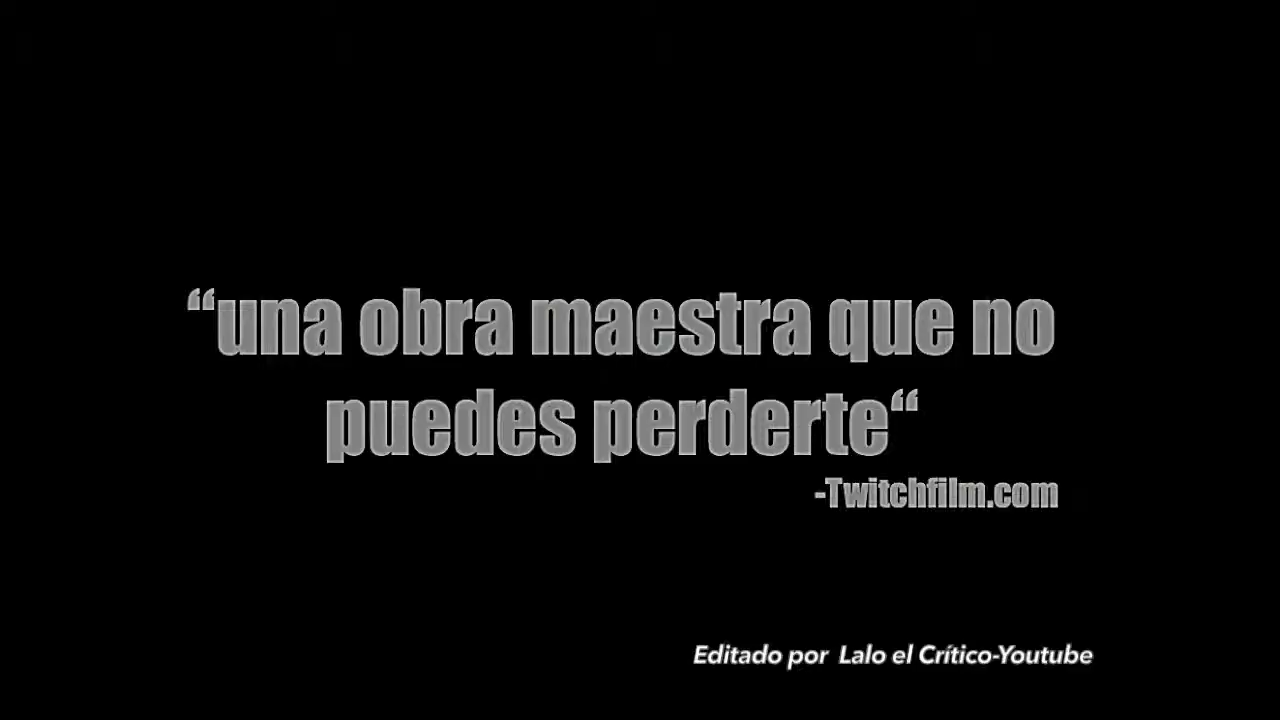 “una obra maestra que no
puedes perderte“
-Twitchfilm.com
Editado por Lalo el Crítico-Youtube